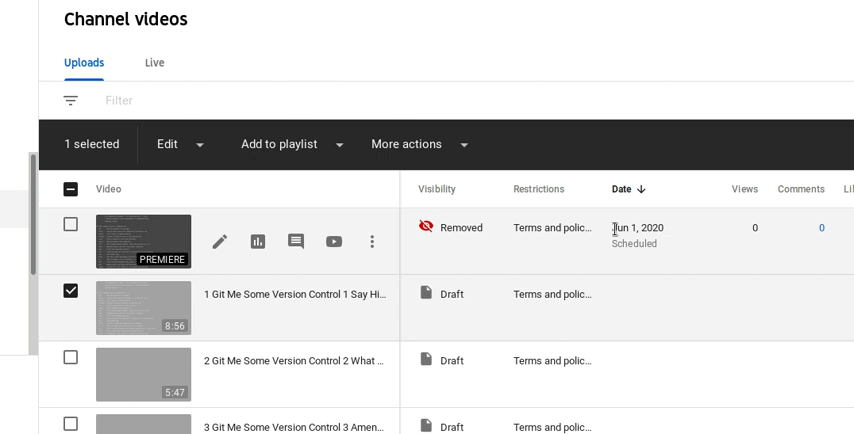 Channel videos
Uploads Live
Filter
1 selected Edit Add to playlist More actions
Video Visibility Restrictions Date Views Comments
PREMIERE Removed Terms and polic... Jun 1, 2020 0 0
Scheduled
1 Git Me Some Version Control 1 Say Hi... Draft Terms and polic...
8:56
2 Git Me Some Version Control 2 What ... Draft Terms and polic...
5:47
3 Git Me Some Version Control 3 Amen... Draft Terms and polic...